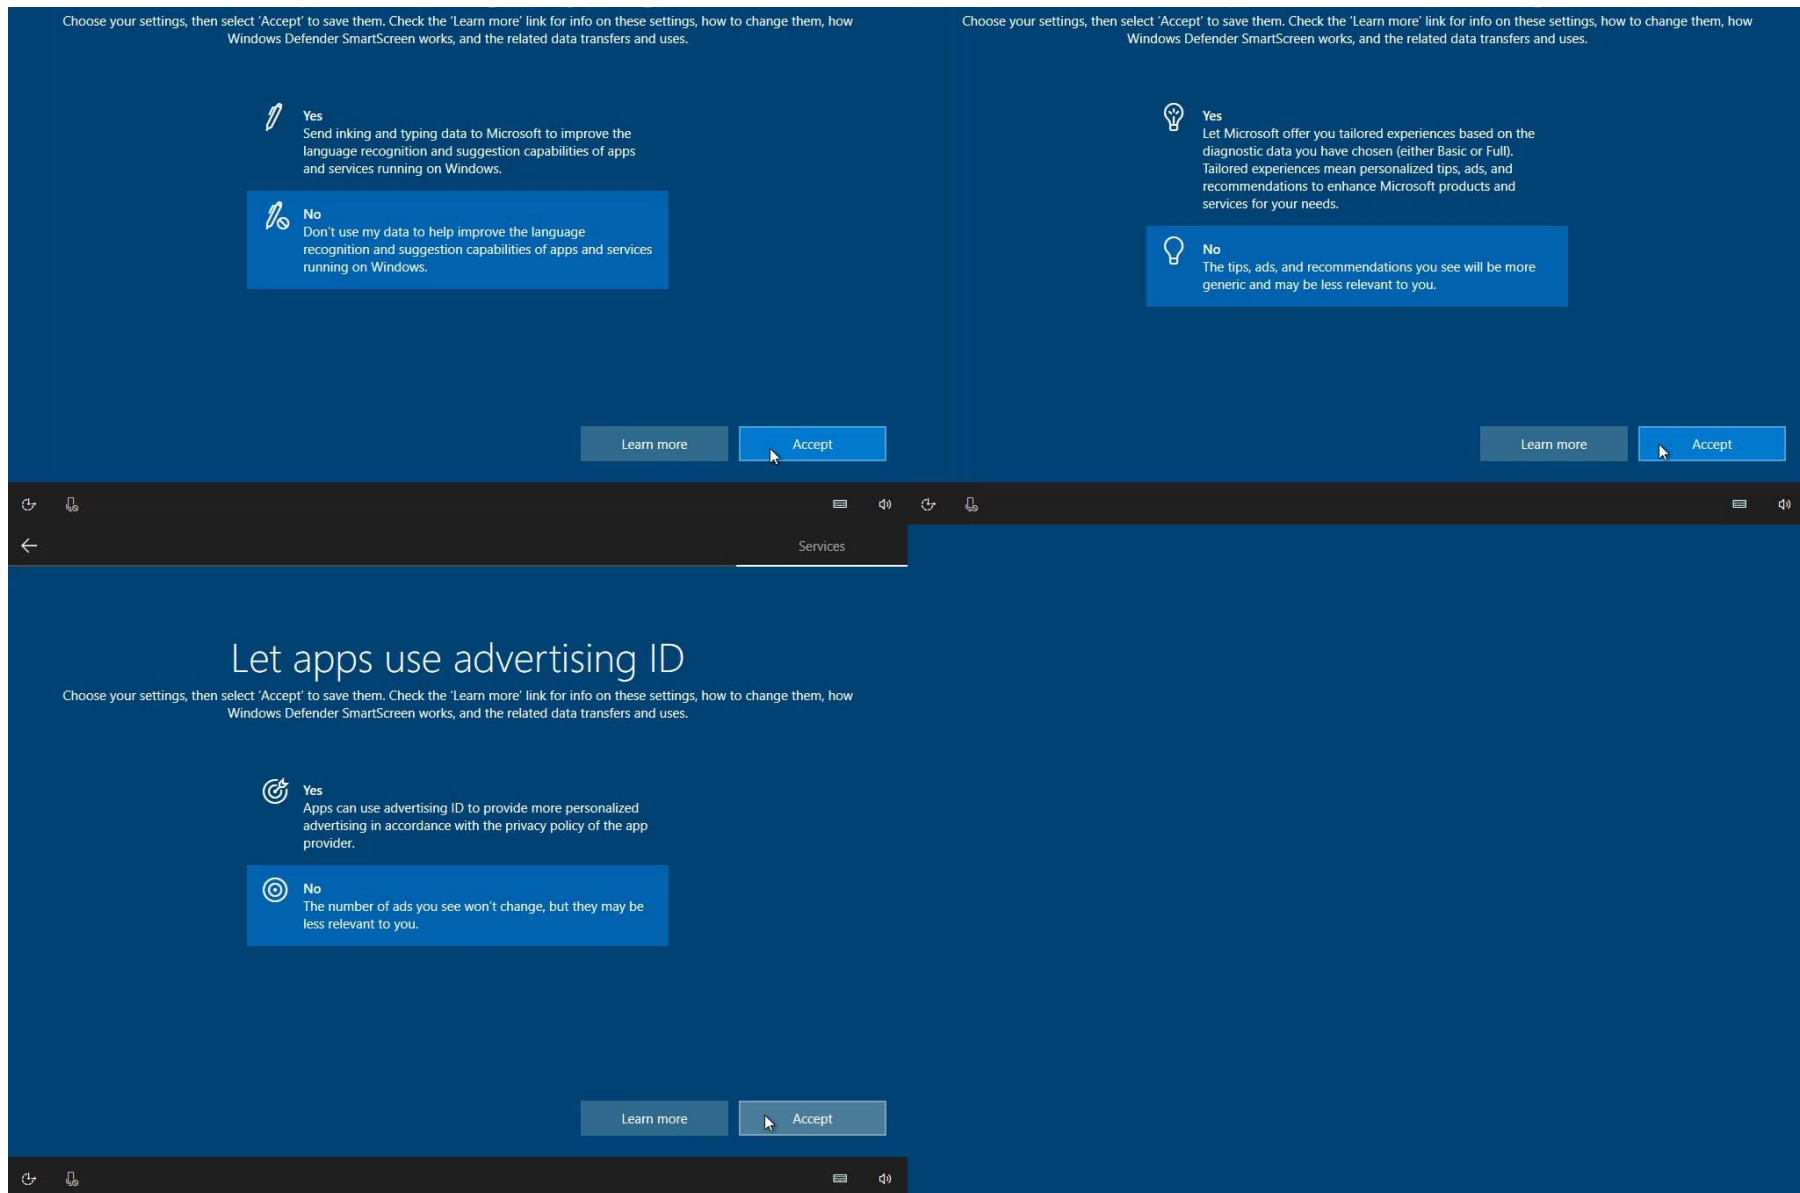 Choose your settings, then select 'Accept' to save them. Check the 'Learn more' link for info on these settings, how to change them, how
Windows Defender SmartScreen works, and the related data transfers and uses.
Yes
Send inking and typing data to Microsoft to improve the
language recognition and suggestion capabilities of apps
and services running on Windows.
No
Don't use my data to help improve the language
recognition and suggestion capabilities of apps and services
running on Windows.
Learn more
Accept
Choose your settings, then select 'Accept' to save them. Check the 'Learn more' link for info on these settings, how to change them, how
Windows Defender SmartScreen works, and the related data transfers and uses.
Yes
Let Microsoft offer you tailored experiences based on the
diagnostic data you have chosen (either Basic or Full).
Tailored experiences mean personalized tips, ads, and
recommendations to enhance Microsoft products and
services for your needs.
No
The tips, ads, and recommendations you see will be more
generic and may be less relevant to you.
Learn more
Accept
Services
Let apps use advertising ID
Choose your settings, then select 'Accept' to save them. Check the 'Learn more' link for info on these settings, how to change them, how
Windows Defender SmartScreen works, and the related data transfers and uses.
Yes
Apps can use advertising ID to provide more personalized
advertising in accordance with the privacy policy of the app
provider.
No
The number of ads you see won't change, but they may be
less relevant to you.
Learn more
Accept